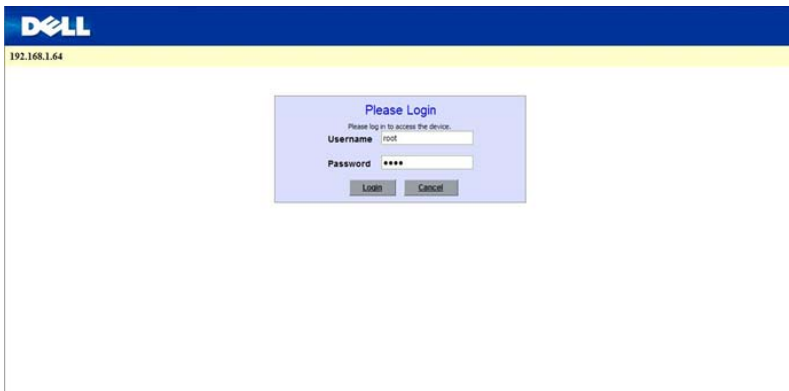 DELL
192.168.1.64
Please Login
Please log in to access the device.
Username root
Password ••••
Login Cancel